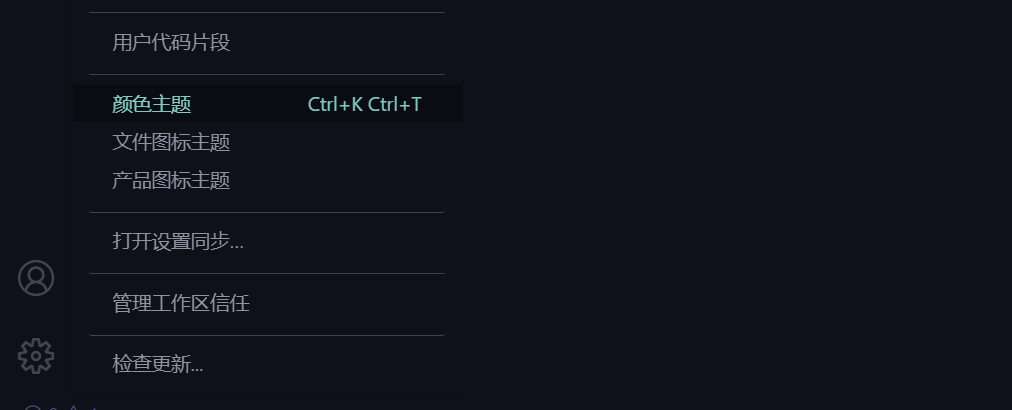 用户代码片段
颜色主题 Ctrl+K Ctrl+T
文件图标主题
产品图标主题
打开设置同步...
管理工作区信任
检查更新...